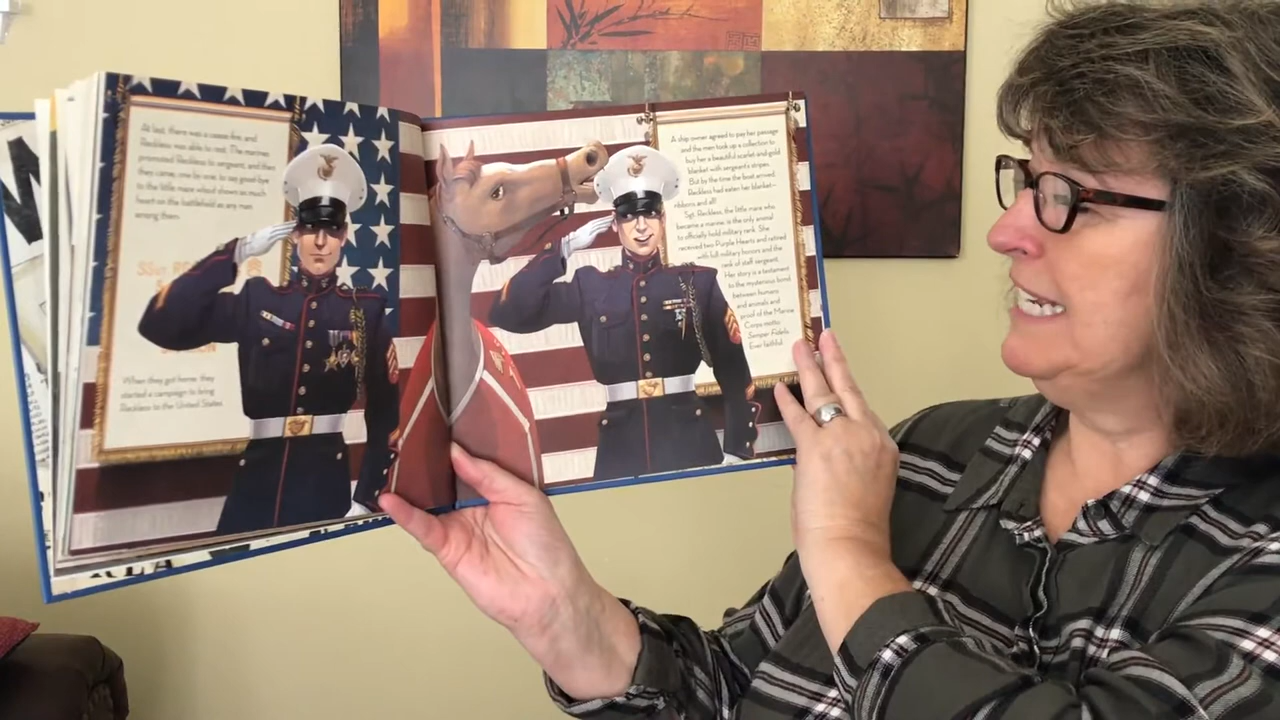 At last, there was a cease-fire, and
Reckless was able to rest. The marines
promoted Reckless to sergeant, and then
they came, one by one, to say good-bye
to the little mare who'd shown as much
heart on the battlefield as any man
among them.
SSgt
When they got home, they
started a campaign to bring
Reckless to the United States.
A ship owner agreed to pay her passage
and the men took up a collection to
buy her a beautiful scarlet-and-gold
blanket with sergeant's stripes.
But by the time the boat arrived,
Reckless had eaten her blanket—
ribbons and all!
Sgt. Reckless, the little mare who
became a marine, is the only animal
to officially hold military rank. She
received two Purple Hearts and retired
with full military honors and the
rank of staff sergeant.
Her story is a testament
to the mysterious bond
between humans
and animals and
proof of the Marine
Corps motto:
Semper Fidelis.
Ever faithful.